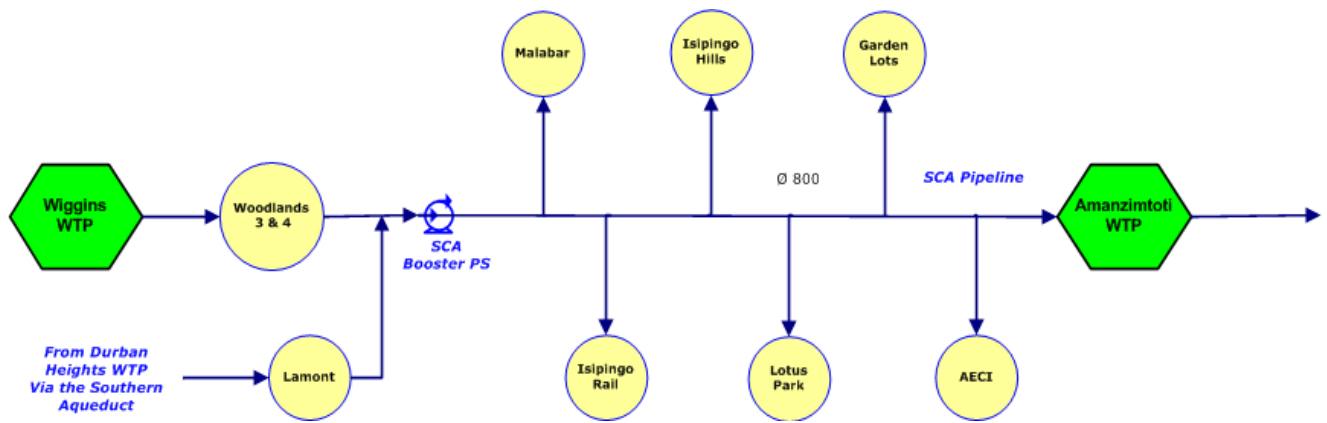 Malabar
Isipingo
Hills
Garden
Lots
Ø 800
SCA Pipeline
Wiggins
WTP
Woodlands
3 & 4
SCA
Booster PS
Amanzimtoti
WTP
From Durban
Heights WTP
Via the Southern
Aqueduct
Lamont
Isipingo
Rail
Lotus
Park
AECI